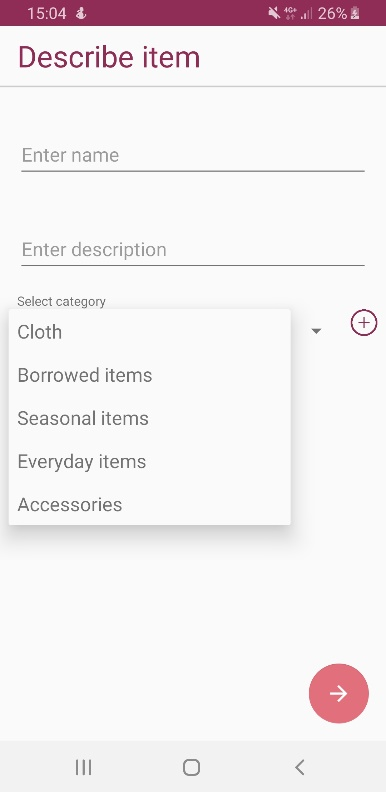 15:04 4G+ 26%
Describe item
Enter name
Enter description
Select category
Cloth
Borrowed items
Seasonal items
Everyday items
Accessories